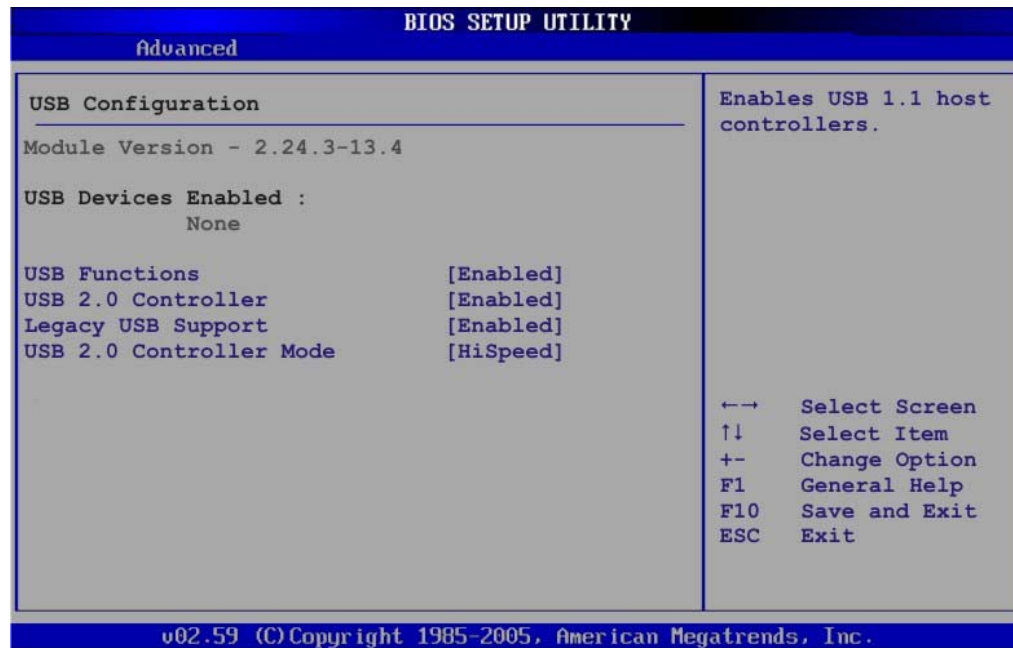 BIOS SETUP UTILITY
Advanced
USB Configuration
Module Version - 2.24.3-13.4
USB Devices Enabled :
None
USB Functions [Enabled]
USB 2.0 Controller [Enabled]
Legacy USB Support [Enabled]
USB 2.0 Controller Mode [HiSpeed]
Enables USB 1.1 host
controllers.
←→ Select Screen
↑↓ Select Item
+- Change Option
F1 General Help
F10 Save and Exit
ESC Exit
v02.59 (C)Copyright 1985-2005, American Megatrends, Inc.